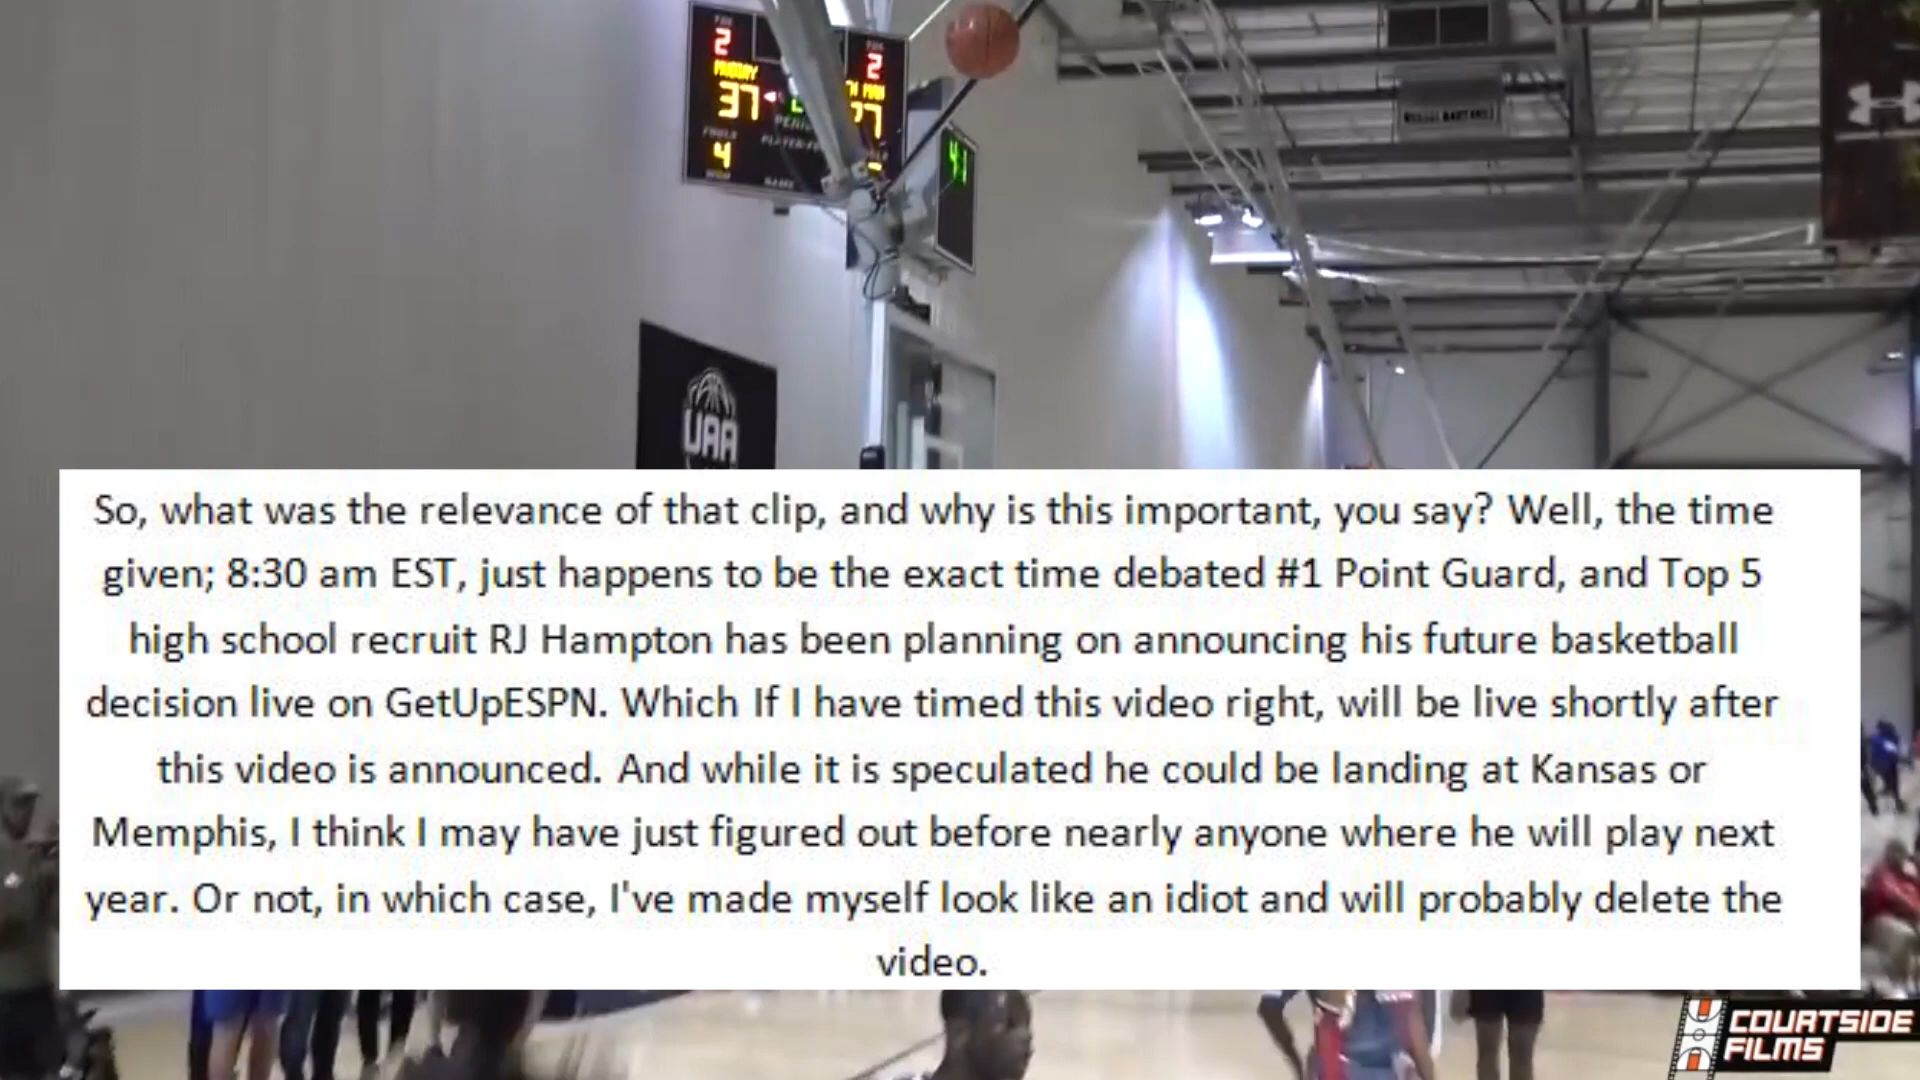 2
2
37
4
41
UAA
So, what was the relevance of that clip, and why is this important, you say? Well, the time
given; 8:30 am EST, just happens to be the exact time debated #1 Point Guard, and Top 5
high school recruit RJ Hampton has been planning on announcing his future basketball
decision live on GetUpESPN. Which If I have timed this video right, will be live shortly after
this video is announced. And while it is speculated he could be landing at Kansas or
Memphis, I think I may have just figured out before nearly anyone where he will play next
year. Or not, in which case, I've made myself look like an idiot and will probably delete the
video.
COURTSIDE
FILMS